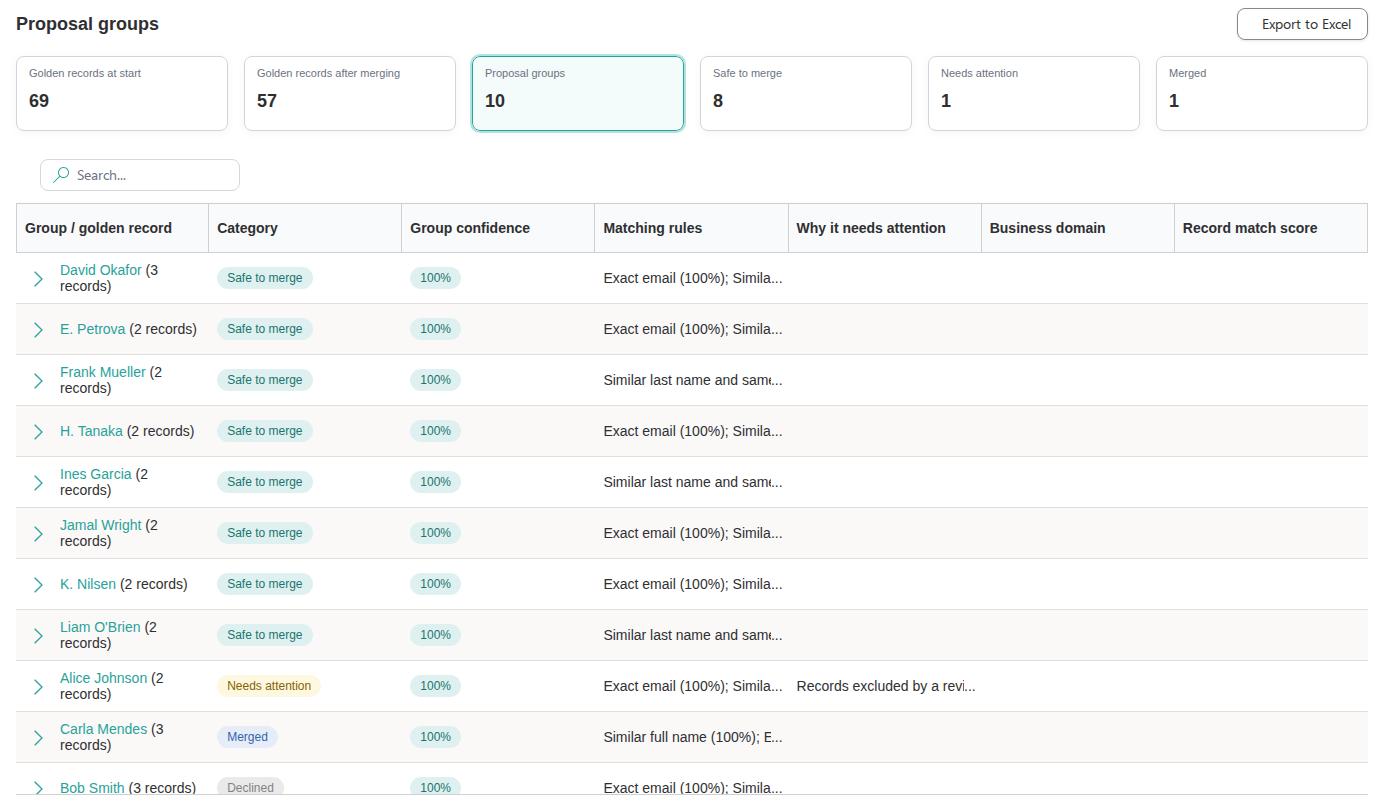 Proposal groups
Export to Excel
Golden records at start
69
Golden records after merging
57
Proposal groups
10
Safe to merge
8
Needs attention
1
Merged
1
Search...
Group / golden record
Category
Group confidence
Matching rules
Why it needs attention
Business domain
Record match score
David Okafor (3
records)
Safe to merge
100%
Exact email (100%); Simila...
E. Petrova (2 records)
Safe to merge
100%
Exact email (100%); Simila...
Frank Mueller (2
records)
Safe to merge
100%
Similar last name and same...
H. Tanaka (2 records)
Safe to merge
100%
Exact email (100%); Simila...
Ines Garcia (2
records)
Safe to merge
100%
Similar last name and same...
Jamal Wright (2
records)
Safe to merge
100%
Exact email (100%); Simila...
K. Nilsen (2 records)
Safe to merge
100%
Exact email (100%); Simila...
Liam O'Brien (2
records)
Safe to merge
100%
Similar last name and same...
Alice Johnson (2
records)
Needs attention
100%
Exact email (100%); Simila...
Records excluded by a revi...
Carla Mendes (3
records)
Merged
100%
Similar full name (100%); E...
Bob Smith (3 records)
Declined
100%
Exact email (100%); Simila...